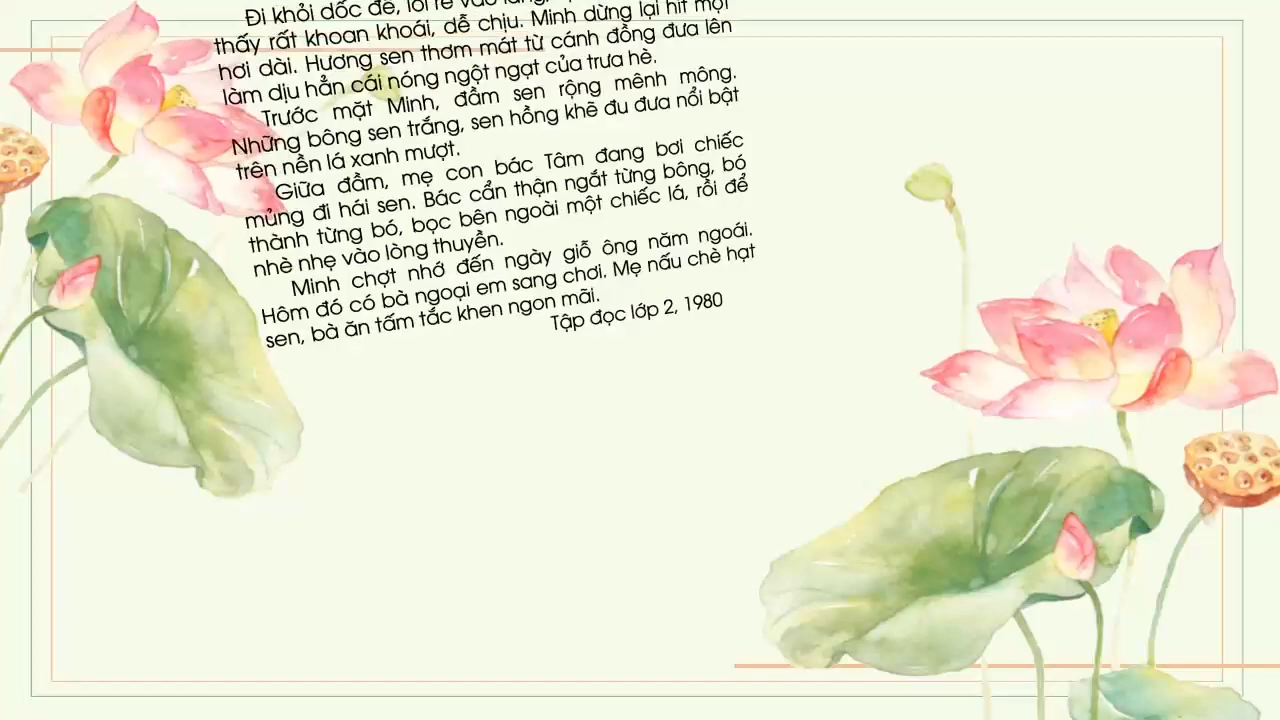 Đi khỏi dốc đê, lối rẽ vào làng,
thấy rất khoan khoái, dễ chịu. Minh dừng lại hít một
hơi dài. Hương sen thơm mát từ cánh đồng đưa lên
làm dịu hẳn cái nóng ngột ngạt của trưa hè.
Trước mặt Minh, đầm sen rộng mênh mông.
Những bông sen trắng, sen hồng khẽ đu đưa nổi bật
trên nền lá xanh mượt.
Giữa đầm, mẹ con bác Tâm đang bơi chiếc
mủng đi hái sen. Bác cẩn thận ngắt từng bông, bó
thành từng bó, bọc bên ngoài một chiếc lá, rồi để
nhè nhẹ vào lòng thuyền.
Minh chợt nhớ đến ngày giỗ ông năm ngoái.
Hôm đó có bà ngoại em sang chơi. Mẹ nấu chè hạt
sen, bà ăn tấm tắc khen ngon mãi.
Tập đọc lớp 2, 1980